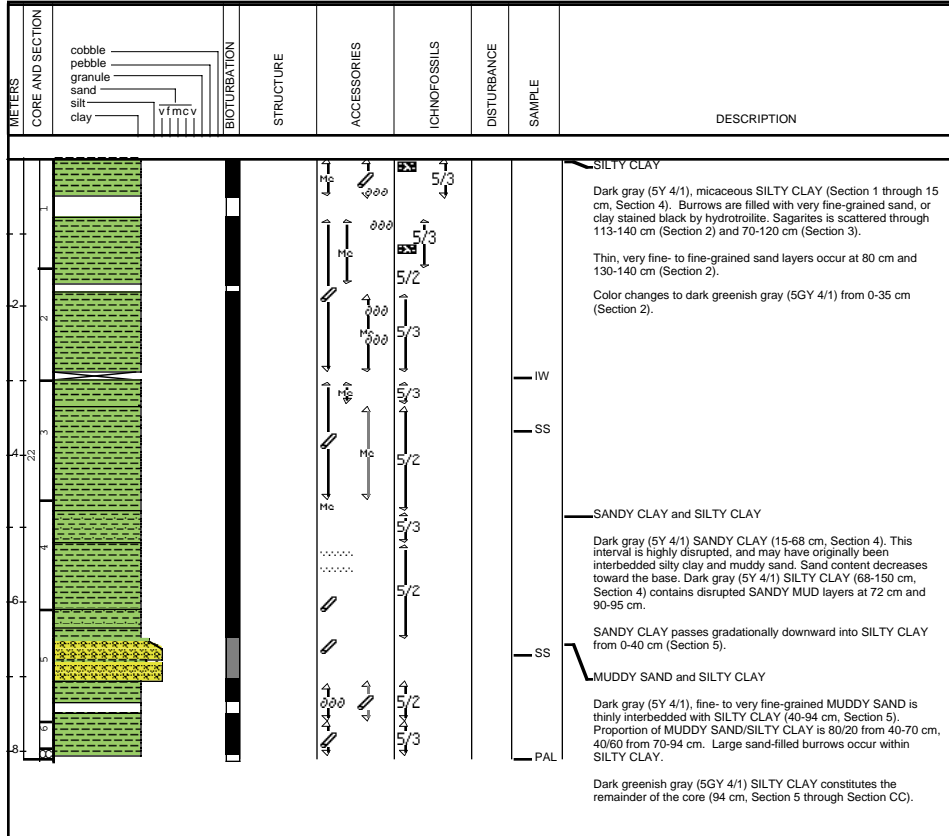 METERS
CORE AND SECTION
cobble
pebble
granule
sand
silt
clay
v f m c v
BIOTURBATION
STRUCTURE
ACCESSORIES
ICHNOFOSSILS
DISTURBANCE
SAMPLE
DESCRIPTION
SILTY CLAY
Dark gray (5Y 4/1), micaceous SILTY CLAY (Section 1 through 15
cm, Section 4). Burrows are filled with very fine-grained sand, or
clay stained black by hydrotroilite. Sagarites is scattered through
113-140 cm (Section 2) and 70-120 cm (Section 3).
Thin, very fine- to fine-grained sand layers occur at 80 cm and
130-140 cm (Section 2).
Color changes to dark greenish gray (5GY 4/1) from 0-35 cm
(Section 2).
SANDY CLAY and SILTY CLAY
Dark gray (5Y 4/1) SANDY CLAY (15-68 cm, Section 4). This
interval is highly disrupted, and may have originally been
interbedded silty clay and muddy sand. Sand content decreases
toward the base. Dark gray (5Y 4/1) SILTY CLAY (68-150 cm,
Section 4) contains disrupted SANDY MUD layers at 72 cm and
90-95 cm.
SANDY CLAY passes gradationally downward into SILTY CLAY
from 0-40 cm (Section 5).
MUDDY SAND and SILTY CLAY
Dark gray (5Y 4/1), fine- to very fine-grained MUDDY SAND is
thinly interbedded with SILTY CLAY (40-94 cm, Section 5).
Proportion of MUDDY SAND/SILTY CLAY is 80/20 from 40-70 cm,
40/60 from 70-94 cm. Large sand-filled burrows occur within
SILTY CLAY.
Dark greenish gray (5GY 4/1) SILTY CLAY constitutes the
remainder of the core (94 cm, Section 5 through Section CC).
2
4
6
8
22
1
2
3
4
5
6
Mc
Mc
Mc
Mc
Mc
Mc
5/3
5/3
5/2
5/3
5/3
5/2
5/3
5/2
5/2
5/3
IW
SS
SS
PAL